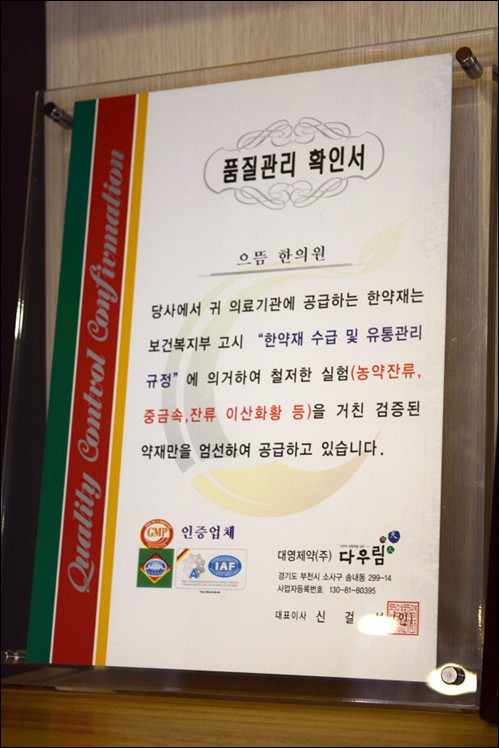 Quality Control Confirmation
품질관리 확인서
으뜸 한의원
당사에서 귀 의료기관에 공급하는 한약재는
보건복지부 고시 “한약재 수급 및 유통관리
규정”에 의거하여 철저한 실험(농약잔류,
중금속,잔류 이산화황 등)을 거친 검증된
약재만을 엄선하여 공급하고 있습니다.
GMP 인증업체
IAF
대영제약(주) 다우림
경기도 부천시 소사구 송내동 299-14
사업자등록번호 130-81-80395
대표이사 신 걸 (인)